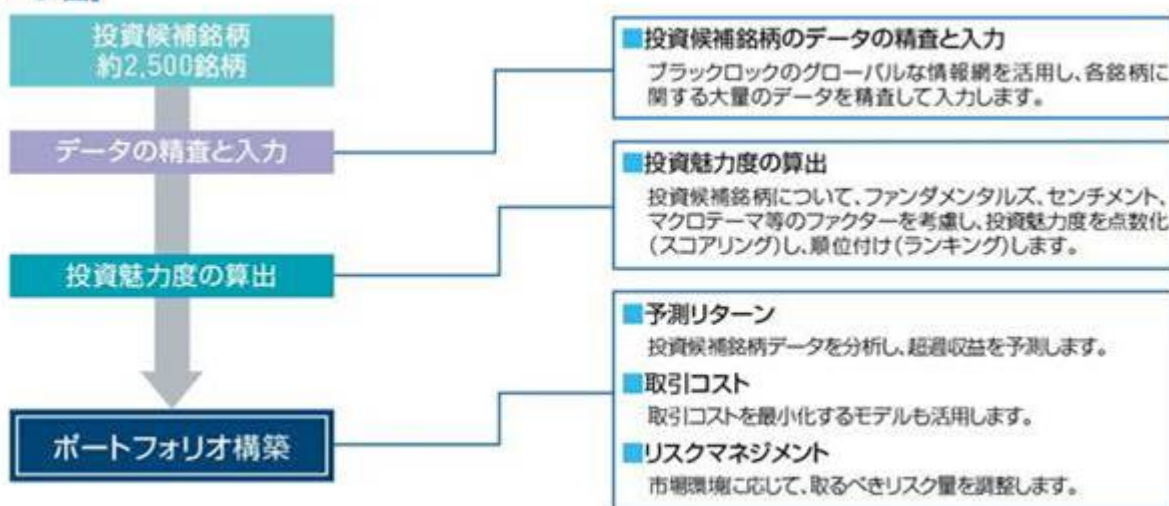 投資候補銘柄
約2,500銘柄
データの精査と入力
投資魅力度の算出
ポートフォリオ構築
■投資候補銘柄のデータの精査と入力
ブラックロックのグローバルな情報網を活用し、各銘柄に
関する大量のデータを精査して入力します。
■投資魅力度の算出
投資候補銘柄について、ファンダメンタルズ、センチメント、
マクロテーマ等のファクターを考慮し、投資魅力度を点数化
(スコアリング)し、順位付け(ランキング)します。
■予測リターン
投資候補銘柄データを分析し、超過収益を予測します。
■取引コスト
取引コストを最小化するモデルも活用します。
■リスクマネジメント
市場環境に応じて、取るべきリスク量を調整します。